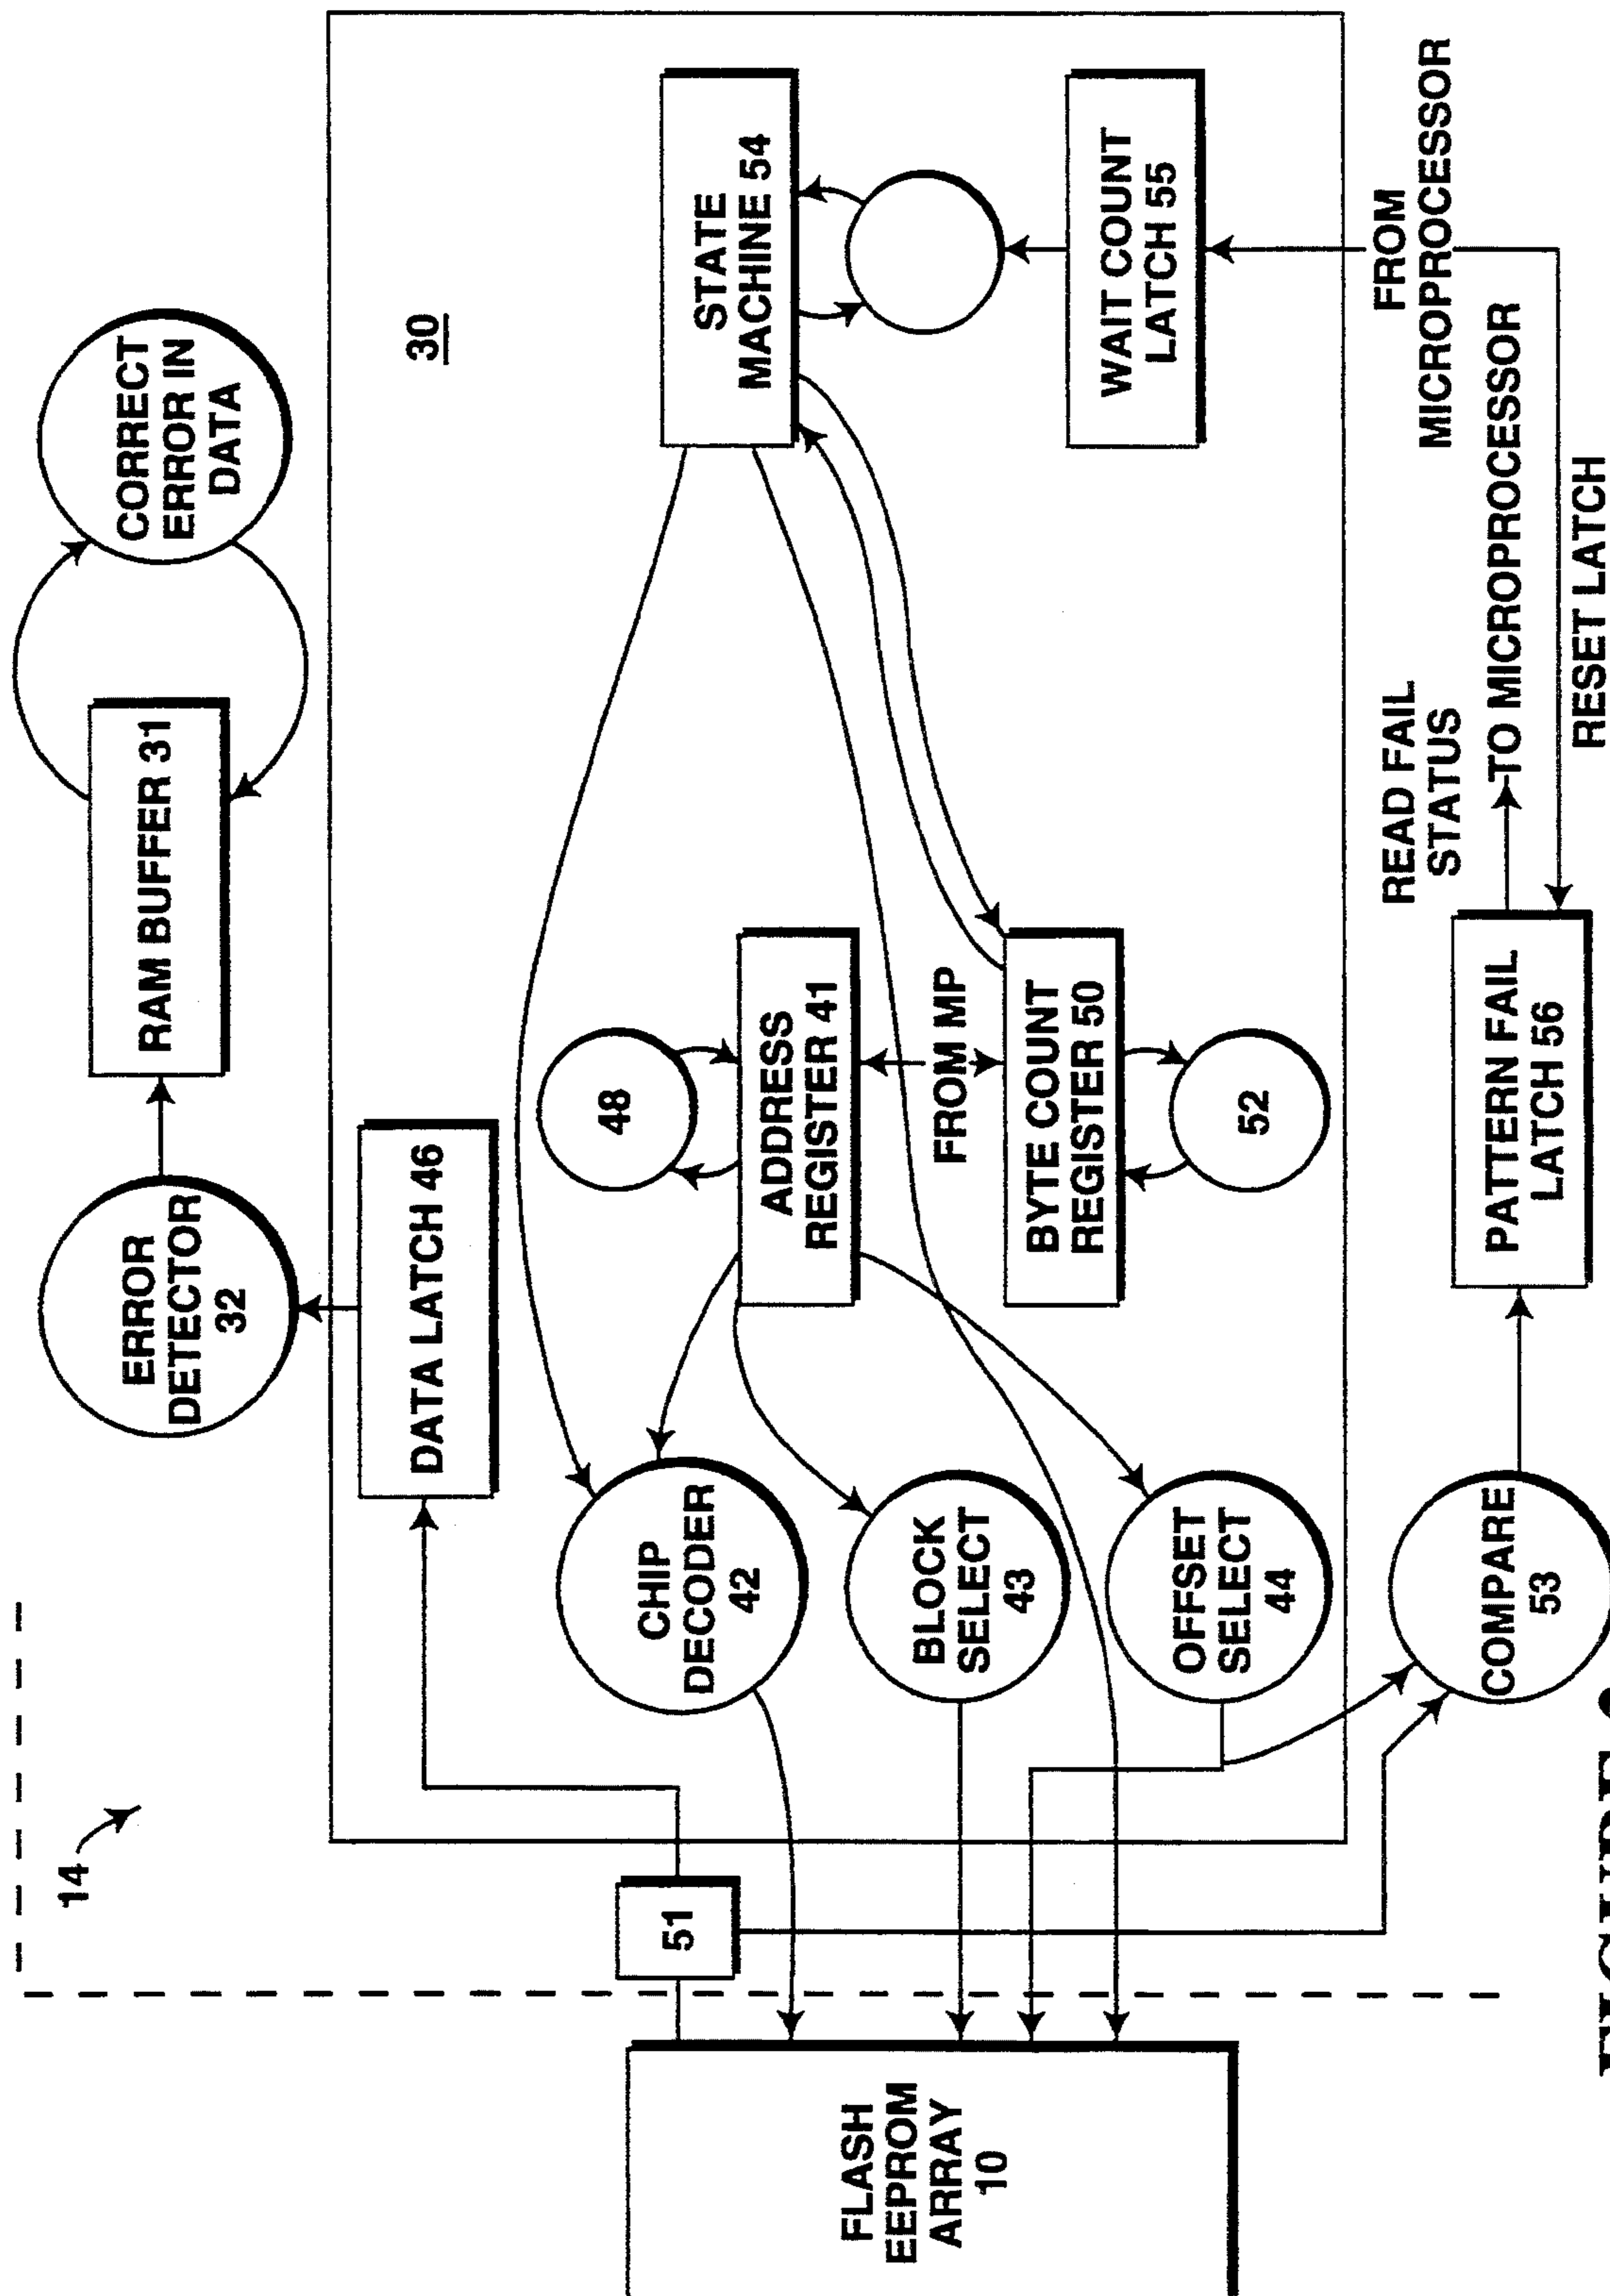 14
CORRECT
ERROR IN
DATA
RAM BUFFER 31
ERROR
DETECTOR
32
30
DATA LATCH 46
STATE
MACHINE 54
48
ADDRESS
REGISTER 41
FROM MP
BYTE COUNT
REGISTER 50
52
WAIT COUNT
LATCH 55
CHIP
DECODER
42
BLOCK
SELECT
43
OFFSET
SELECT
44
51
FLASH
EEPROM
ARRAY
10
FROM
MICROPROCESSOR
READ FAIL
STATUS
TO MICROPROCESSOR
RESET LATCH
PATTERN FAIL
LATCH 56
COMPARE
53
FIGURE